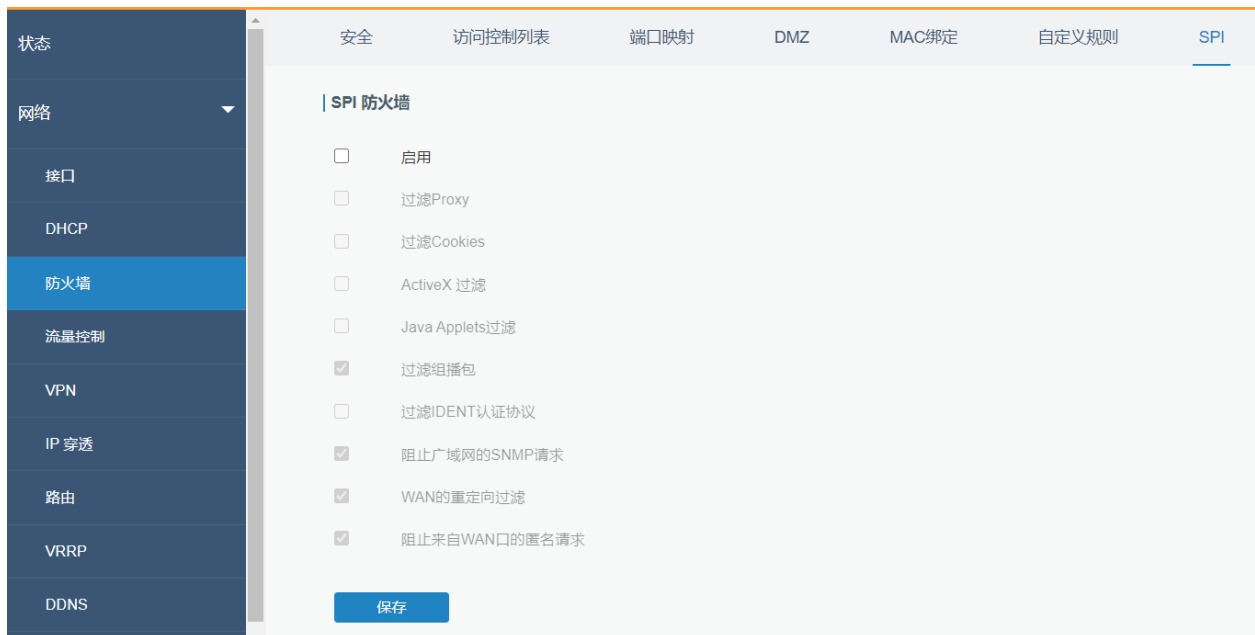 状态
网络
接口
DHCP
防火墙
流量控制
VPN
IP 穿透
路由
VRRP
DDNS
安全 访问控制列表 端口映射 DMZ MAC绑定 自定义规则 SPI
SPI 防火墙
启用
过滤Proxy
过滤Cookies
ActiveX 过滤
Java Applets过滤
过滤组播包
过滤IDENT认证协议
阻止广域网的SNMP请求
WAN的重定向过滤
阻止来自WAN口的匿名请求
保存